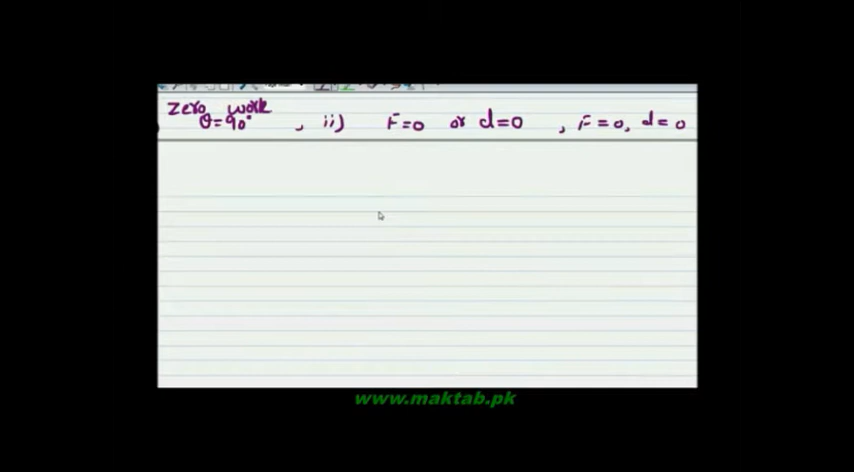 Zero work
θ=90° , ii) F=0 or d=0 , F=0, d=0
www.maktab.pk